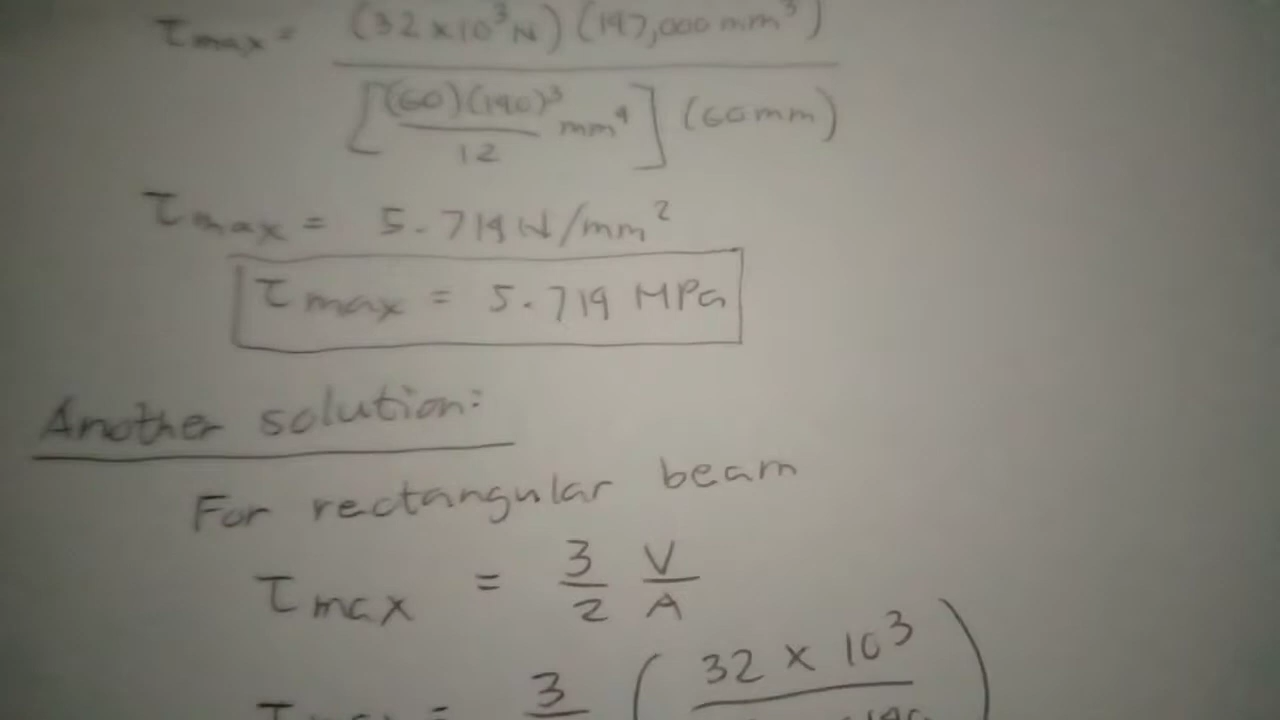 τmax = (32 x 10³ N) (147,000 mm³)
[(60)(140)³ / 12 mm⁴] (60mm)
τmax = 5.714 N/mm²
τmax = 5.714 MPa
Another solution:
For rectangular beam
τmax = 3/2 V/A
3 ( 32 x 10³ )